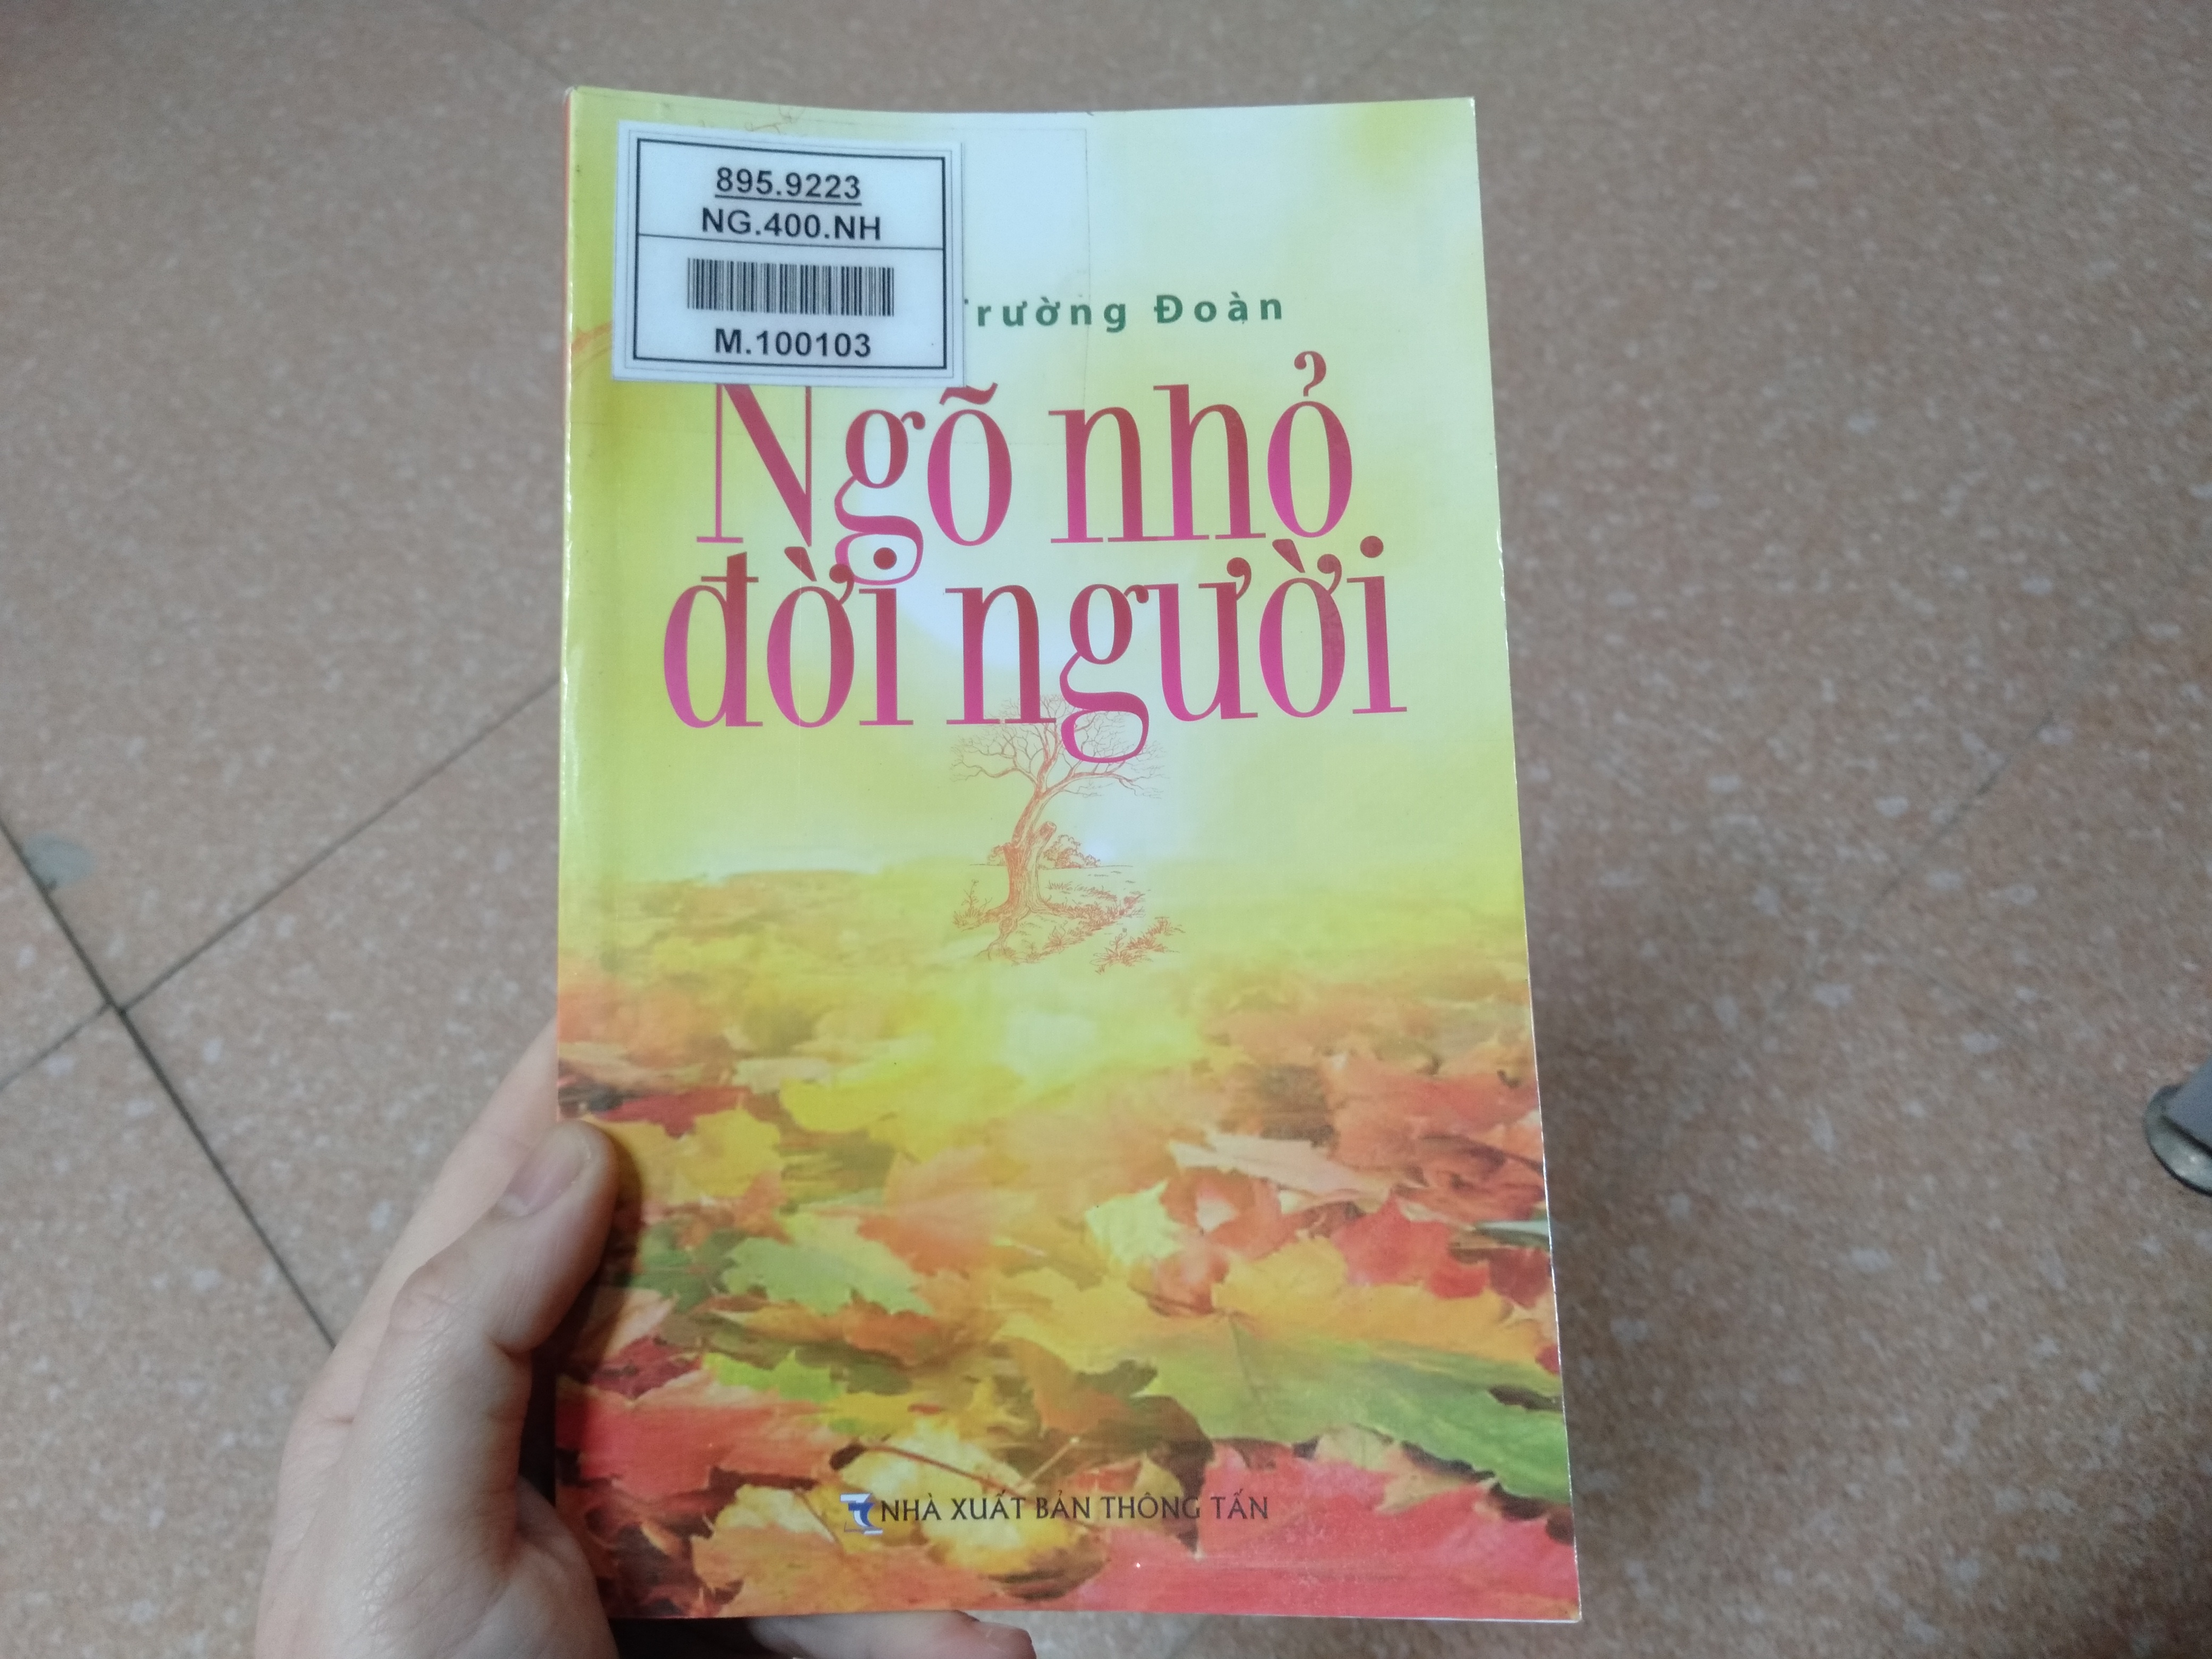 895.9223
NG.400.NH
M.100103
Trường Đoàn
Ngõ nhỏ
đời người
NHÀ XUẤT BẢN THÔNG TẤN